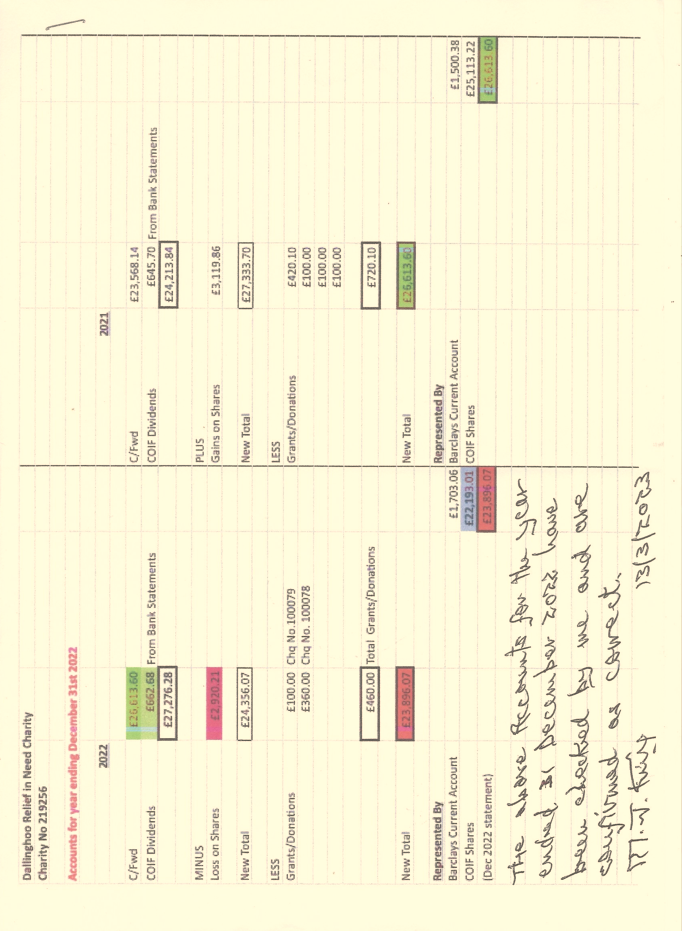 Dallinghoo Relief in Need Charity
Charity No 219256
Accounts for year ending December 31st 2022
2022 2021
C/Fwd £26,613.60 C/Fwd £23,568.14
COIF Dividends £662.68 From Bank Statements COIF Dividends £645.70 From Bank Statements
£27,276.28 £24,213.84
MINUS PLUS
Loss on Shares £2,920.21 Gains on Shares £3,119.86
New Total £24,356.07 New Total £27,333.70
LESS LESS
Grants/Donations £100.00 Chq No.100079 Grants/Donations £420.10
£360.00 Chq No. 100078 £100.00
£100.00
£100.00
£460.00 Total Grants/Donations £720.10
New Total £23,896.07 New Total £26,613.60
Represented By Represented By
Barclays Current Account £1,703.06 Barclays Current Account £1,500.38
COIF Shares £22,193.01 COIF Shares £25,113.22
(Dec 2022 statement) £23,896.07 £26,613.60
The above Accounts for the year
ended 31 December 2022 have
been checked by me and are
confirmed as correct.
13/3/2023